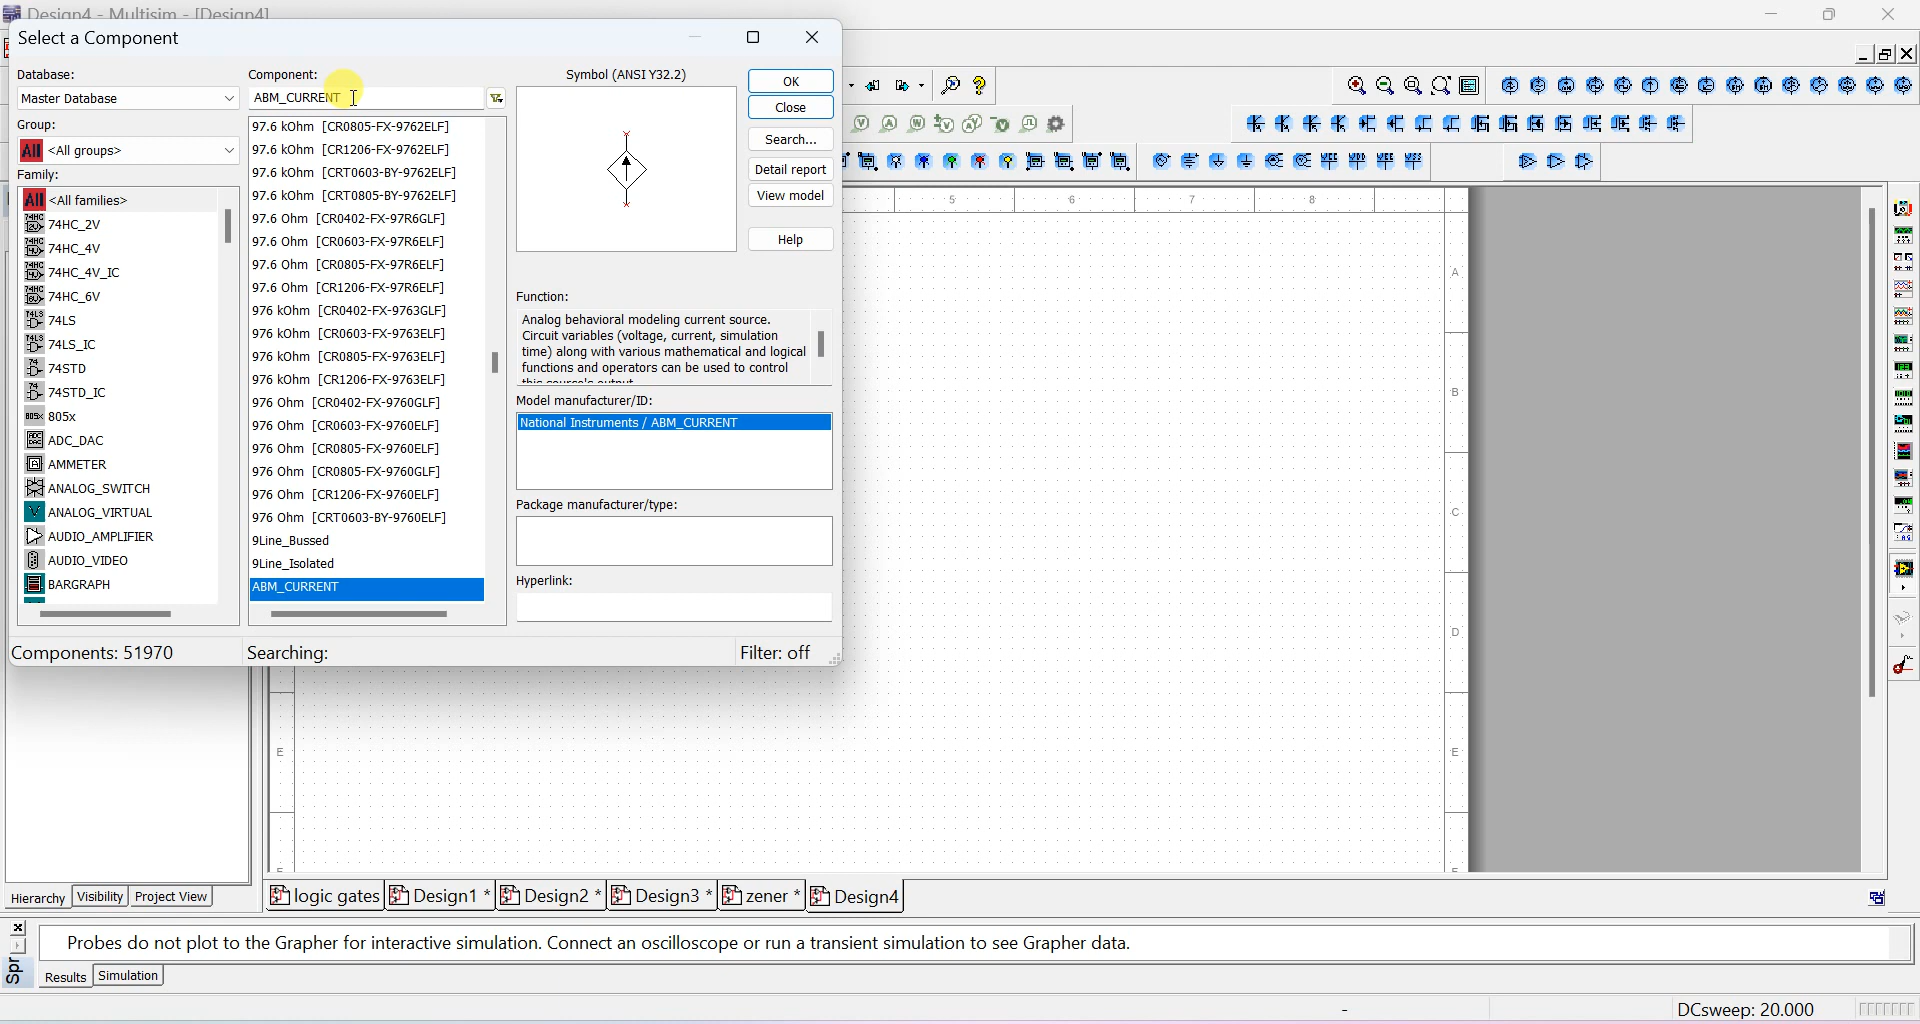 Design4 - Multisim - [Design4]
Select a Component
Database:
Master Database
Group:
All <All groups>
Family:
All <All families>
74HC_2V
74HC_4V
74HC_4V_IC
74HC_6V
74LS
74LS_IC
74STD
74STD_IC
805x
ADC_DAC
AMMETER
ANALOG_SWITCH
ANALOG_VIRTUAL
AUDIO_AMPLIFIER
AUDIO_VIDEO
BARGRAPH
Component:
ABM_CURRENT
97.6 kOhm [CR0805-FX-9762ELF]
97.6 kOhm [CR1206-FX-9762ELF]
97.6 kOhm [CRT0603-BY-9762ELF]
97.6 kOhm [CRT0805-BY-9762ELF]
97.6 Ohm [CR0402-FX-97R6GLF]
97.6 Ohm [CR0603-FX-97R6ELF]
97.6 Ohm [CR0805-FX-97R6ELF]
97.6 Ohm [CR1206-FX-97R6ELF]
976 kOhm [CR0402-FX-9763GLF]
976 kOhm [CR0603-FX-9763ELF]
976 kOhm [CR0805-FX-9763ELF]
976 kOhm [CR1206-FX-9763ELF]
976 Ohm [CR0402-FX-9760GLF]
976 Ohm [CR0603-FX-9760ELF]
976 Ohm [CR0805-FX-9760ELF]
976 Ohm [CR0805-FX-9760GLF]
976 Ohm [CR1206-FX-9760ELF]
976 Ohm [CRT0603-BY-9760ELF]
9Line_Bussed
9Line_Isolated
ABM_CURRENT
Symbol (ANSI Y32.2)
OK
Close
Search...
Detail report
View model
Help
Function:
Analog behavioral modeling current source.
Circuit variables (voltage, current, simulation
time) along with various mathematical and logical
functions and operators can be used to control
this source's output
Model manufacturer/ID:
National Instruments / ABM_CURRENT
Package manufacturer/type:
Hyperlink:
Components: 51970
Searching:
Filter: off
5 6 7 8
A
B
C
D
E E
Hierarchy Visibility Project View
logic gates Design1 * Design2 * Design3 * zener * Design4
Probes do not plot to the Grapher for interactive simulation. Connect an oscilloscope or run a transient simulation to see Grapher data.
Spr
Results Simulation
- DCsweep: 20.000